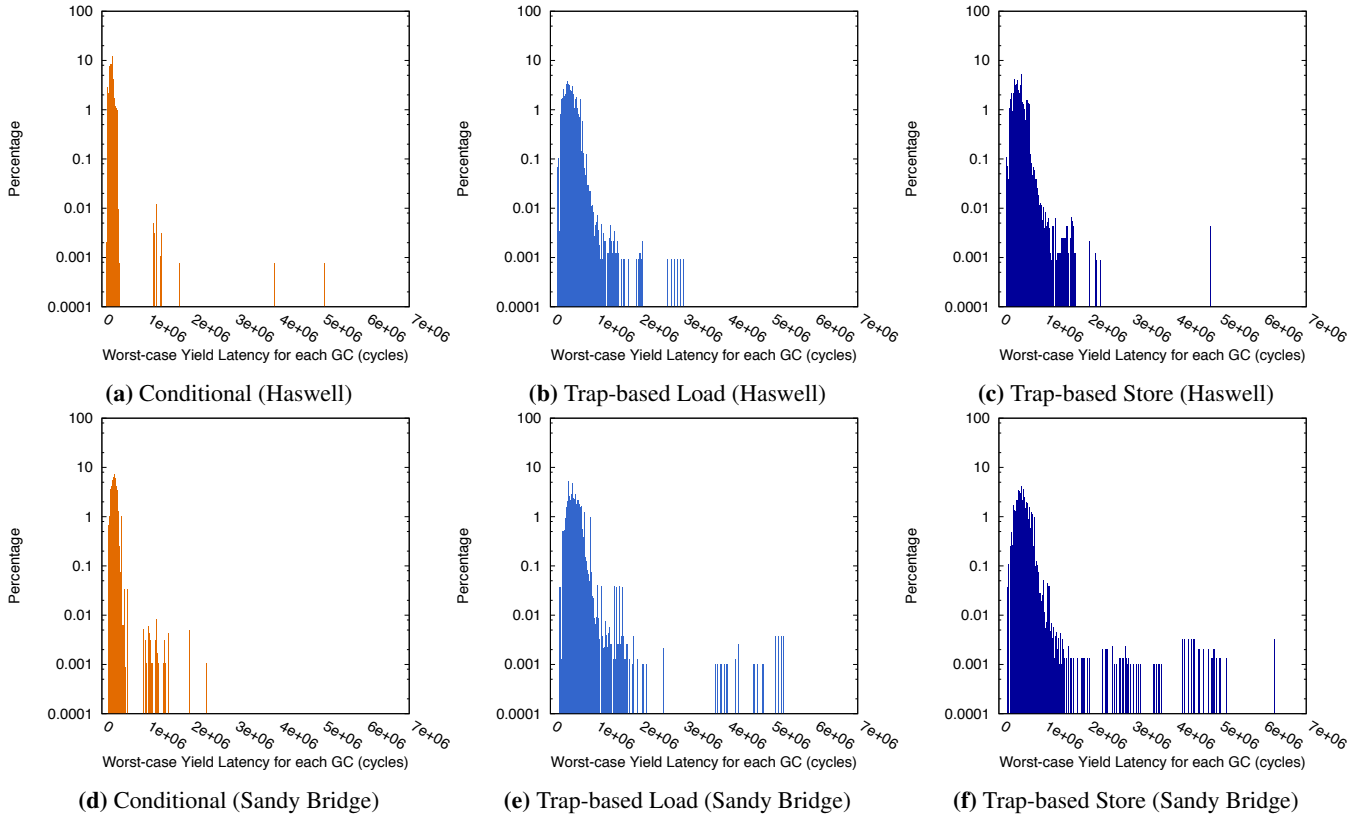 100
10
1
0.1
0.01
0.001
0.0001
Percentage
0
1e+06
2e+06
3e+06
4e+06
5e+06
6e+06
7e+06
Worst-case Yield Latency for each GC (cycles)
(a) Conditional (Haswell)
100
10
1
0.1
0.01
0.001
0.0001
Percentage
0
1e+06
2e+06
3e+06
4e+06
5e+06
6e+06
7e+06
Worst-case Yield Latency for each GC (cycles)
(b) Trap-based Load (Haswell)
100
10
1
0.1
0.01
0.001
0.0001
Percentage
0
1e+06
2e+06
3e+06
4e+06
5e+06
6e+06
7e+06
Worst-case Yield Latency for each GC (cycles)
(c) Trap-based Store (Haswell)
100
10
1
0.1
0.01
0.001
0.0001
Percentage
0
1e+06
2e+06
3e+06
4e+06
5e+06
6e+06
7e+06
Worst-case Yield Latency for each GC (cycles)
(d) Conditional (Sandy Bridge)
100
10
1
0.1
0.01
0.001
0.0001
Percentage
0
1e+06
2e+06
3e+06
4e+06
5e+06
6e+06
7e+06
Worst-case Yield Latency for each GC (cycles)
(e) Trap-based Load (Sandy Bridge)
100
10
1
0.1
0.01
0.001
0.0001
Percentage
0
1e+06
2e+06
3e+06
4e+06
5e+06
6e+06
7e+06
Worst-case Yield Latency for each GC (cycles)
(f) Trap-based Store (Sandy Bridge)